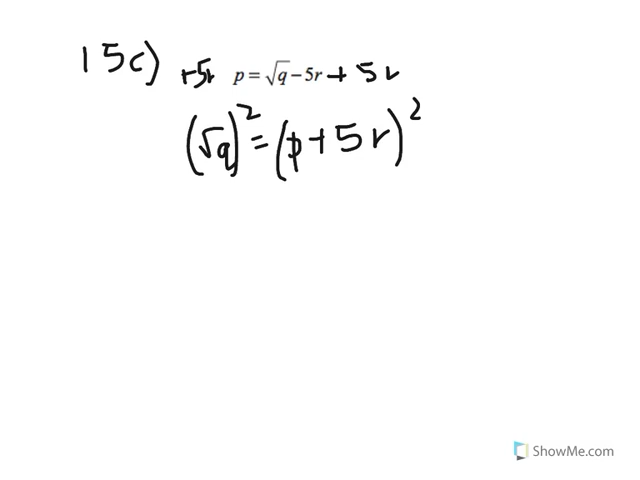 15c) +5r p = √q − 5r + 5r
(√q)² = (p + 5r)²
ShowMe.com